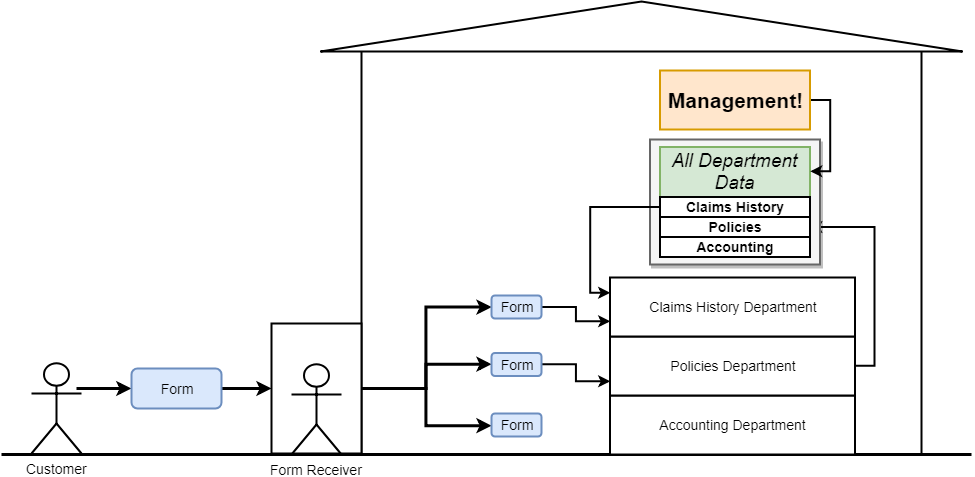 Management!
All Department
Data
Claims History
Policies
Accounting
Form
Claims History Department
Form
Policies Department
Form
Form
Accounting Department
Customer
Form Receiver